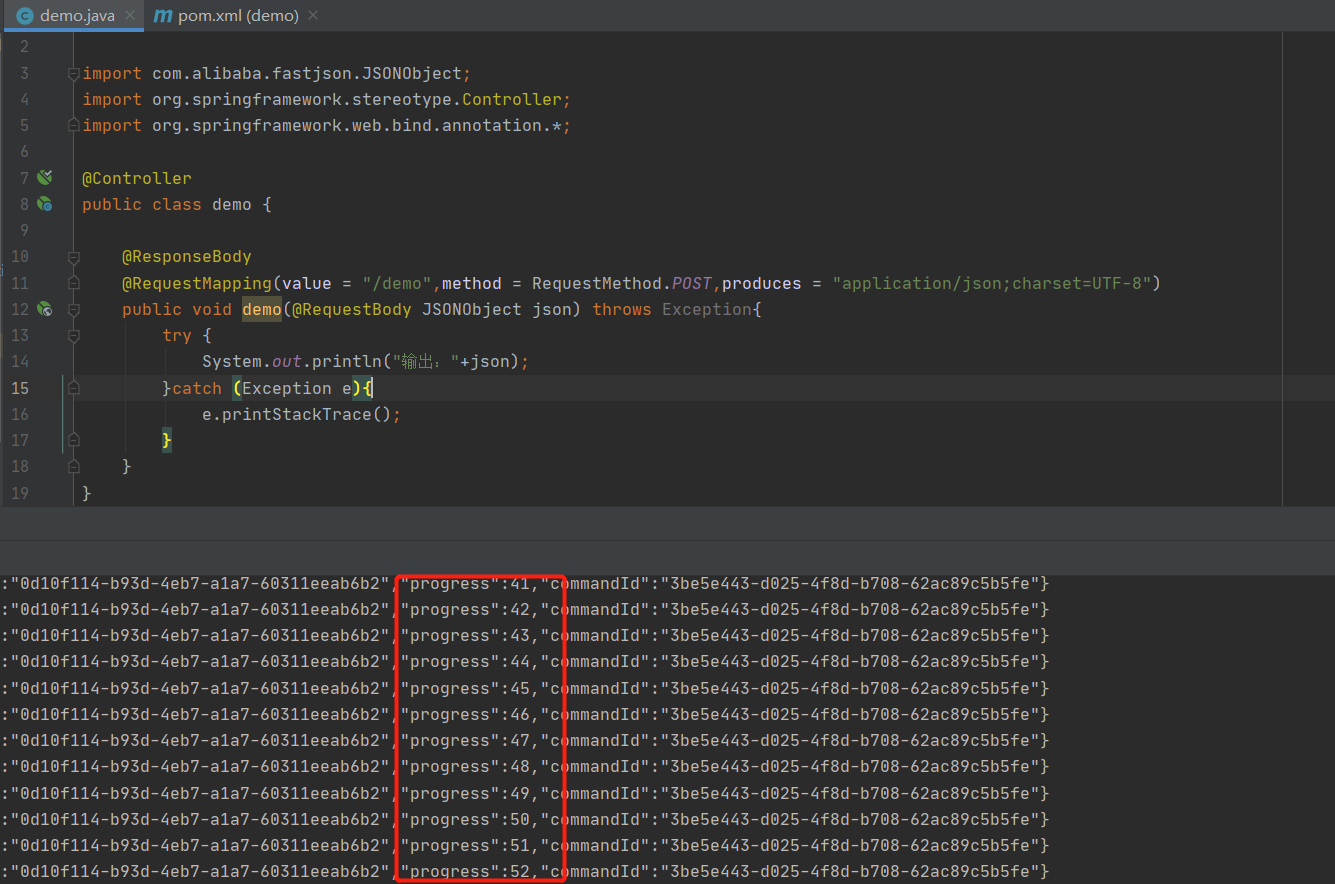 demo.java
pom.xml (demo)
2
3 import com.alibaba.fastjson.JSONObject;
4 import org.springframework.stereotype.Controller;
5 import org.springframework.web.bind.annotation.*;
6
7 @Controller
8 public class demo {
9
10 @ResponseBody
11 @RequestMapping(value = "/demo",method = RequestMethod.POST,produces = "application/json;charset=UTF-8")
12 public void demo(@RequestBody JSONObject json) throws Exception{
13 try {
14 System.out.println("输出："+json);
15 }catch (Exception e){
16 e.printStackTrace();
17 }
18 }
19 }
:"0d10f114-b93d-4eb7-a1a7-60311eeab6b2","progress":41,"commandId":"3be5e443-d025-4f8d-b708-62ac89c5b5fe"}
:"0d10f114-b93d-4eb7-a1a7-60311eeab6b2","progress":42,"commandId":"3be5e443-d025-4f8d-b708-62ac89c5b5fe"}
:"0d10f114-b93d-4eb7-a1a7-60311eeab6b2","progress":43,"commandId":"3be5e443-d025-4f8d-b708-62ac89c5b5fe"}
:"0d10f114-b93d-4eb7-a1a7-60311eeab6b2","progress":44,"commandId":"3be5e443-d025-4f8d-b708-62ac89c5b5fe"}
:"0d10f114-b93d-4eb7-a1a7-60311eeab6b2","progress":45,"commandId":"3be5e443-d025-4f8d-b708-62ac89c5b5fe"}
:"0d10f114-b93d-4eb7-a1a7-60311eeab6b2","progress":46,"commandId":"3be5e443-d025-4f8d-b708-62ac89c5b5fe"}
:"0d10f114-b93d-4eb7-a1a7-60311eeab6b2","progress":47,"commandId":"3be5e443-d025-4f8d-b708-62ac89c5b5fe"}
:"0d10f114-b93d-4eb7-a1a7-60311eeab6b2","progress":48,"commandId":"3be5e443-d025-4f8d-b708-62ac89c5b5fe"}
:"0d10f114-b93d-4eb7-a1a7-60311eeab6b2","progress":49,"commandId":"3be5e443-d025-4f8d-b708-62ac89c5b5fe"}
:"0d10f114-b93d-4eb7-a1a7-60311eeab6b2","progress":50,"commandId":"3be5e443-d025-4f8d-b708-62ac89c5b5fe"}
:"0d10f114-b93d-4eb7-a1a7-60311eeab6b2","progress":51,"commandId":"3be5e443-d025-4f8d-b708-62ac89c5b5fe"}
:"0d10f114-b93d-4eb7-a1a7-60311eeab6b2","progress":52,"commandId":"3be5e443-d025-4f8d-b708-62ac89c5b5fe"}